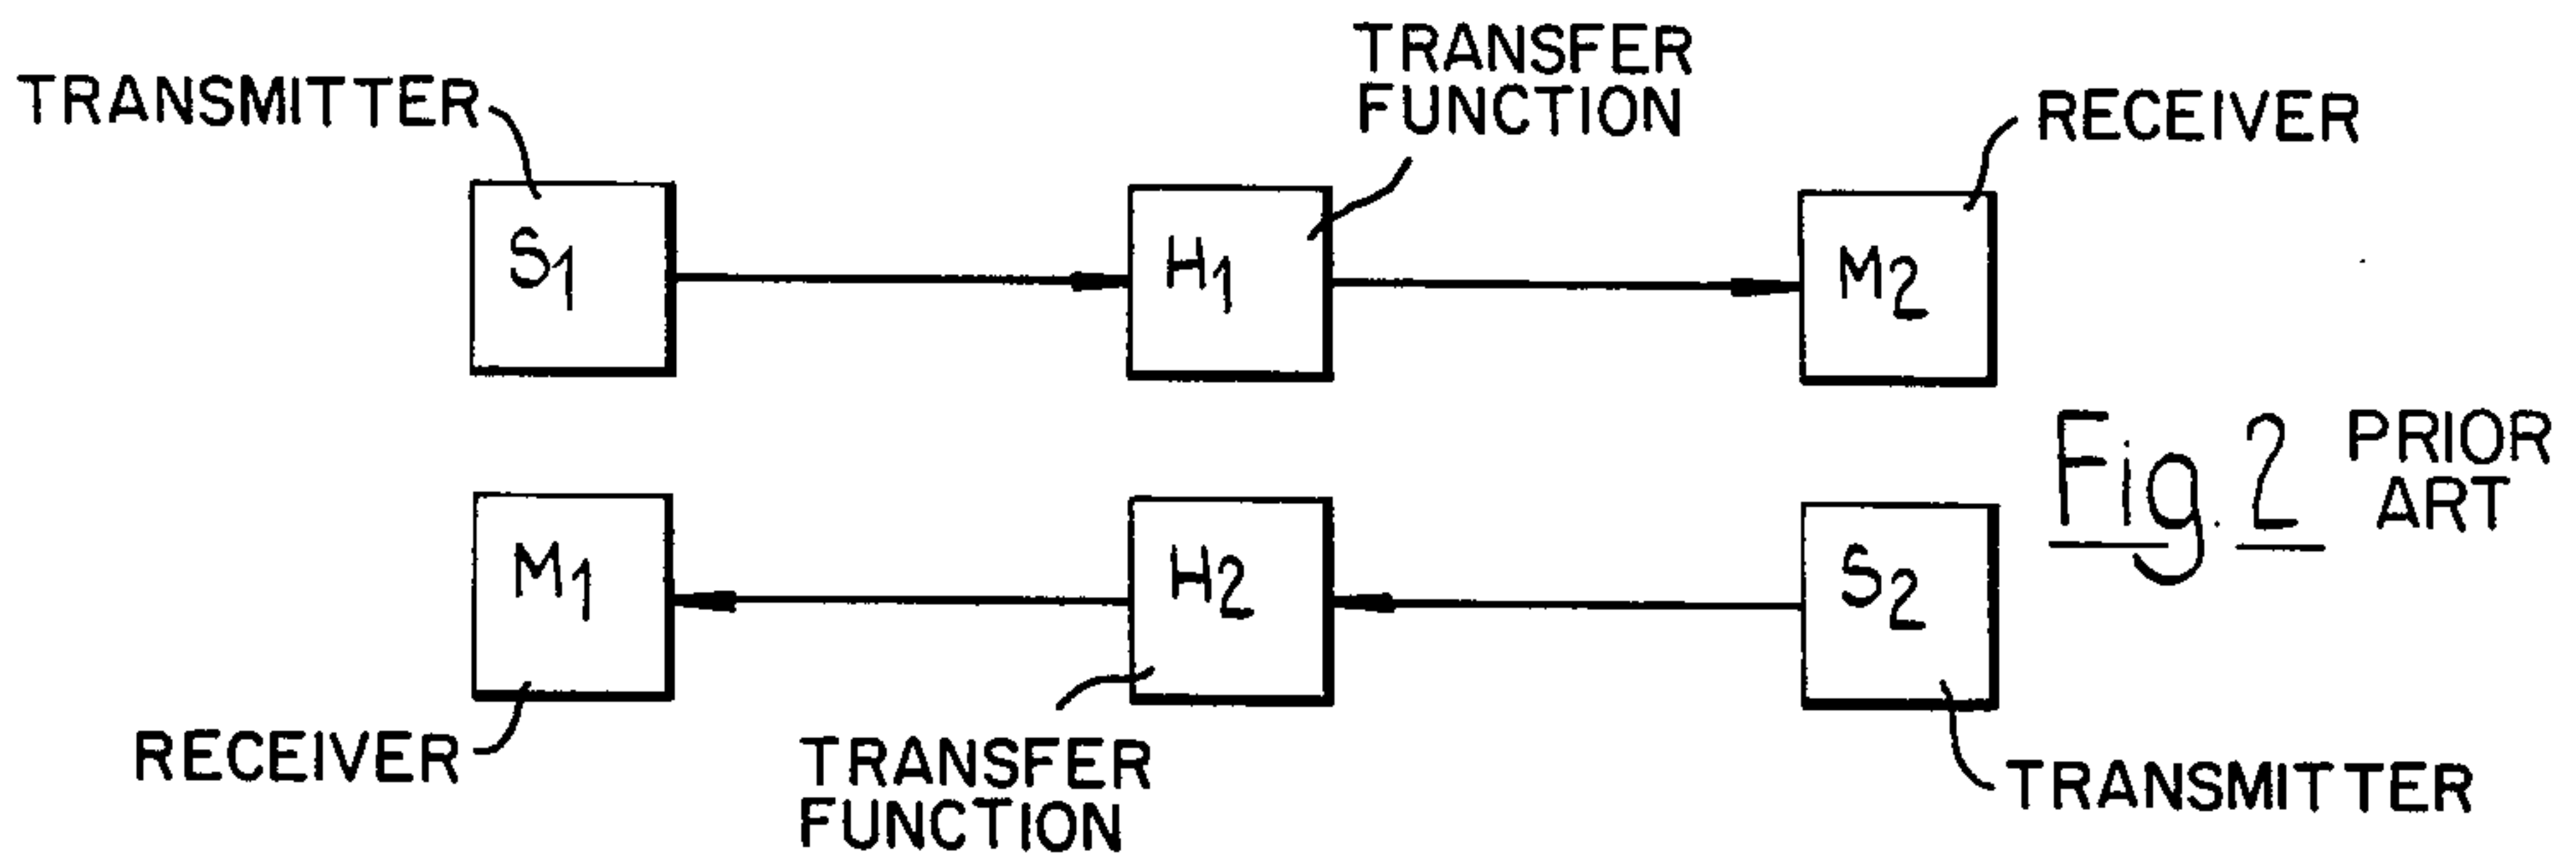 TRANSFER
FUNCTION
TRANSMITTER
RECEIVER
S1
H1
M2
Fig. 2 PRIOR
ART
M1
H2
S2
RECEIVER
TRANSFER
FUNCTION
TRANSMITTER